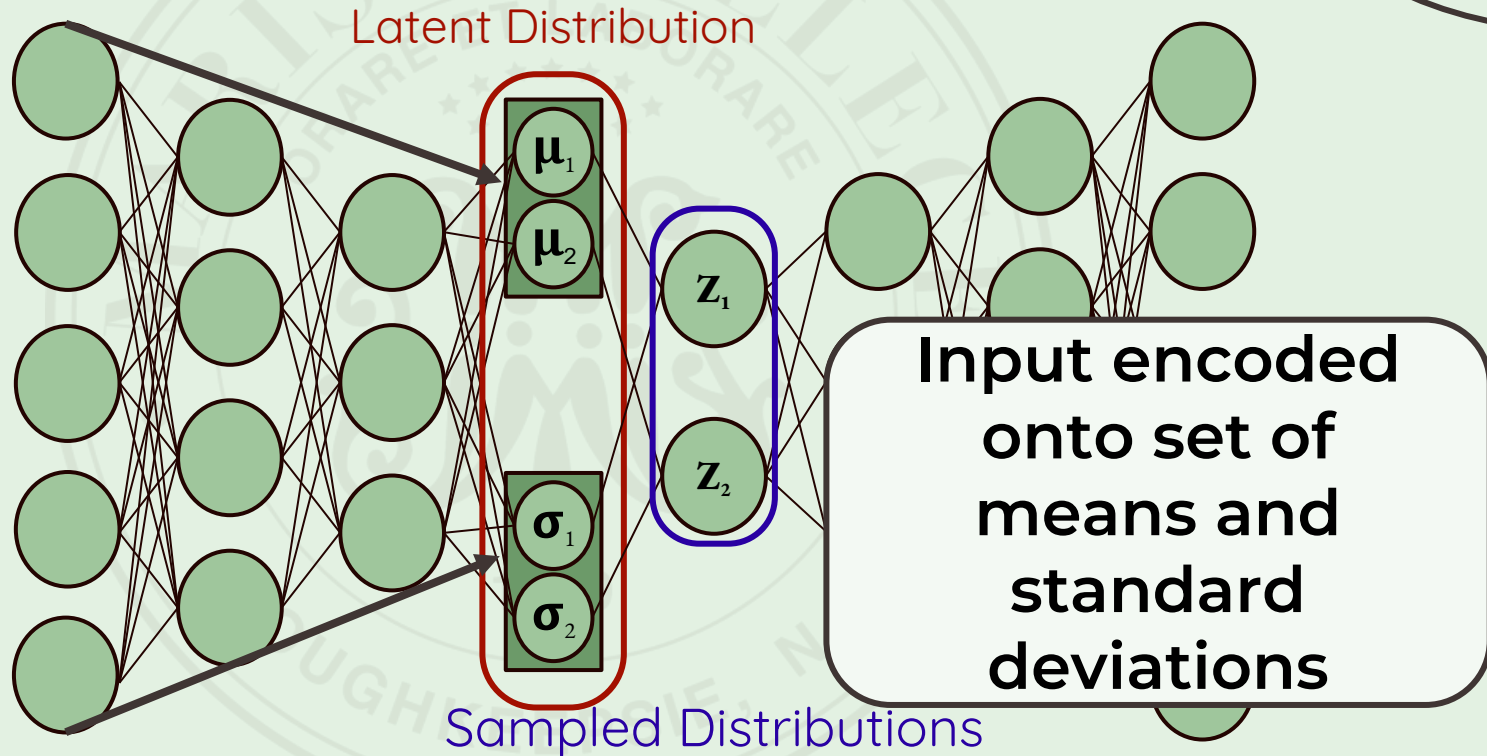 Latent Distribution
μ₁
μ₂
σ₁
σ₂
z₁
z₂
Input encoded
onto set of
means and
standard
deviations
Sampled Distributions